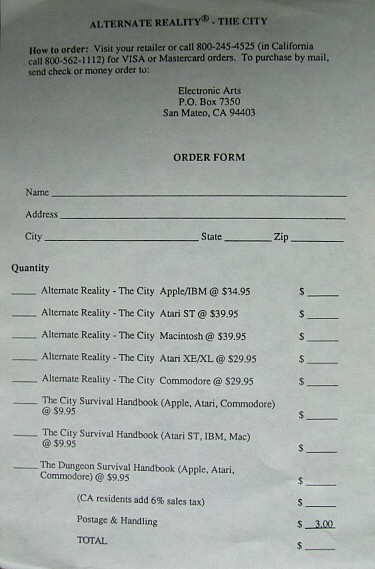 ALTERNATE REALITY® - THE CITY
How to order: Visit your retailer or call 800-245-4525 (in California
call 800-562-1112) for VISA or Mastercard orders. To purchase by mail,
send check or money order to:
Electronic Arts
P.O. Box 7350
San Mateo, CA 94403
ORDER FORM
Name
Address
City State Zip
Quantity
Alternate Reality - The City Apple/IBM @ $34.95 $
Alternate Reality - The City Atari ST @ $39.95 $
Alternate Reality - The City Macintosh @ $39.95 $
Alternate Reality - The City Atari XE/XL @ $29.95 $
Alternate Reality - The City Commodore @ $29.95 $
The City Survival Handbook (Apple, Atari, Commodore)
@ $9.95 $
The City Survival Handbook (Atari ST, IBM, Mac)
@ $9.95 $
The Dungeon Survival Handbook (Apple, Atari,
Commodore) @ $9.95 $
(CA residents add 6% sales tax) $
Postage & Handling $ 3.00
TOTAL $